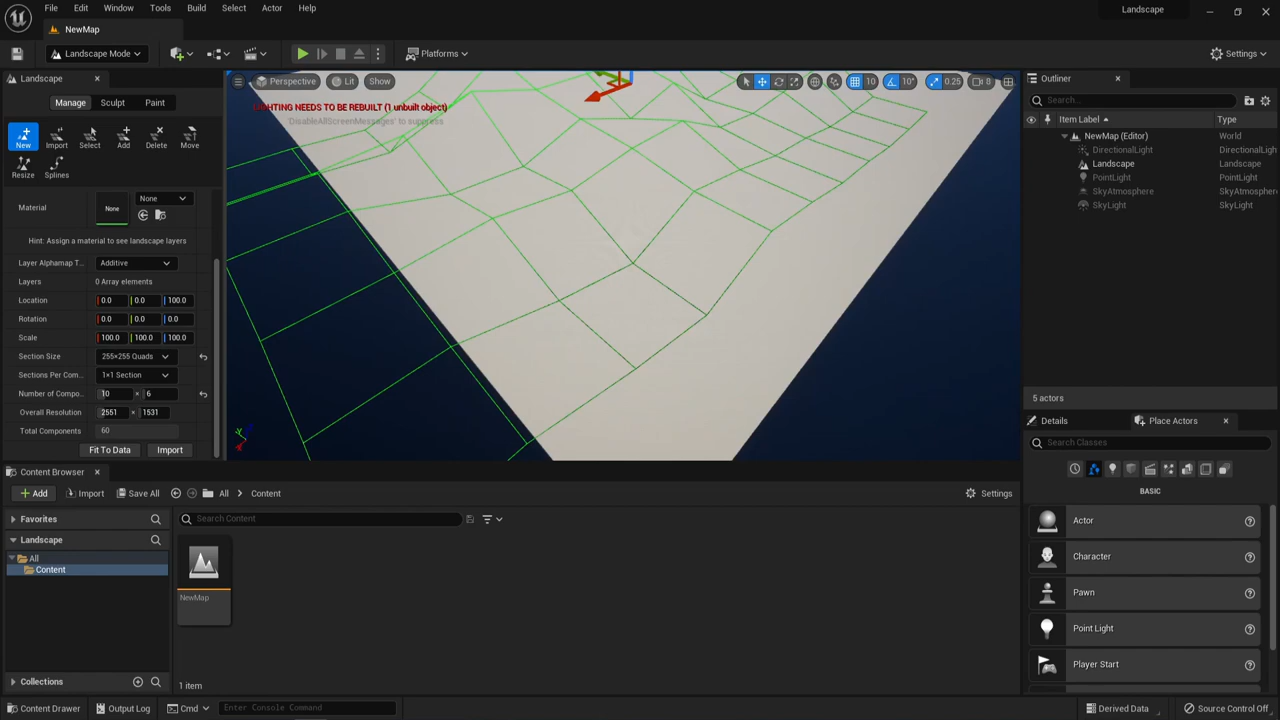 File Edit Window Tools Build Select Actor Help
Landscape
NewMap
Landscape Mode
Platforms
Settings
Landscape
Manage Sculpt Paint
New Import Select Add Delete Move
Resize Splines
Material None None
Hint: Assign a material to see landscape layers
Layer Alphamap T... Additive
Layers 0 Array elements
Location 0.0 0.0 100.0
Rotation 0.0 0.0 0.0
Scale 100.0 100.0 100.0
Section Size 255×255 Quads
Sections Per Com... 1×1 Section
Number of Compo... 10 × 6
Overall Resolution 2551 × 1531
Total Components 60
Fit To Data Import
Perspective Lit Show
10 10° 0.25 8
LIGHTING NEEDS TO BE REBUILT (1 unbuilt object)
'DisableAllScreenMessages' to suppress
Outliner
Search...
Item Label Type
NewMap (Editor) World
DirectionalLight DirectionalLigh
Landscape Landscape
PointLight PointLight
SkyAtmosphere SkyAtmosphere
SkyLight SkyLight
5 actors
Details Place Actors
Search Classes
BASIC
Actor
Character
Pawn
Point Light
Player Start
Content Browser
Add Import Save All All Content Settings
Favorites
Search Content
Landscape
All
Content
NewMap
Collections
1 item
Content Drawer Output Log Cmd Enter Console Command
Derived Data Source Control Off